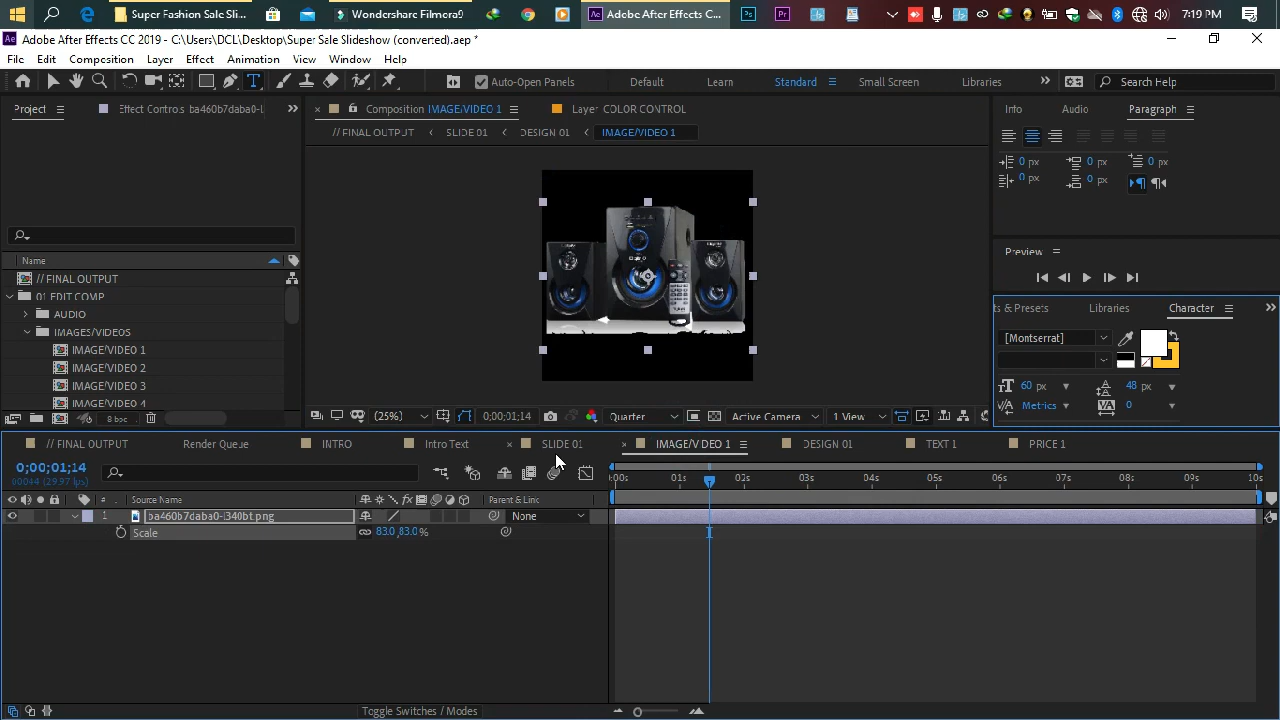 Super Fashion Sale Sli...
Wondershare Filmora9
Adobe After Effects C...
7:19 PM
Adobe After Effects CC 2019 - C:\Users\DCL\Desktop\Super Sale Slideshow (converted).aep *
File Edit Composition Layer Effect Animation View Window Help
Auto-Open Panels Default Learn Standard Small Screen Libraries Search Help
Project Effect Controls ba460b7daba0-l
Composition IMAGE/VIDEO 1 Layer COLOR CONTROL
// FINAL OUTPUT SLIDE 01 DESIGN 01 IMAGE/VIDEO 1
Info Audio Paragraph
0 px 0 px 0 px
0 px 0 px
Preview
Name
// FINAL OUTPUT
01 EDIT COMP
AUDIO
IMAGES/VIDEOS
IMAGE/VIDEO 1
IMAGE/VIDEO 2
IMAGE/VIDEO 3
IMAGE/VIDEO 4
8 bpc
(25%) 0;00;01;14 Quarter Active Camera 1 View
ts & Presets Libraries Character
[Montserrat]
60 px 48 px
Metrics 0
// FINAL OUTPUT Render Queue INTRO Intro Text SLIDE 01 IMAGE/VIDEO 1 DESIGN 01 TEXT 1 PRICE 1
0;00;01;14
00044 (29.97 fps)
:00s 01s 02s 03s 04s 05s 06s 07s 08s 09s 10s
# Source Name Parent & Link
1 ba460b7daba0-l340bt.png None
Scale 83.0,83.0%
Toggle Switches / Modes